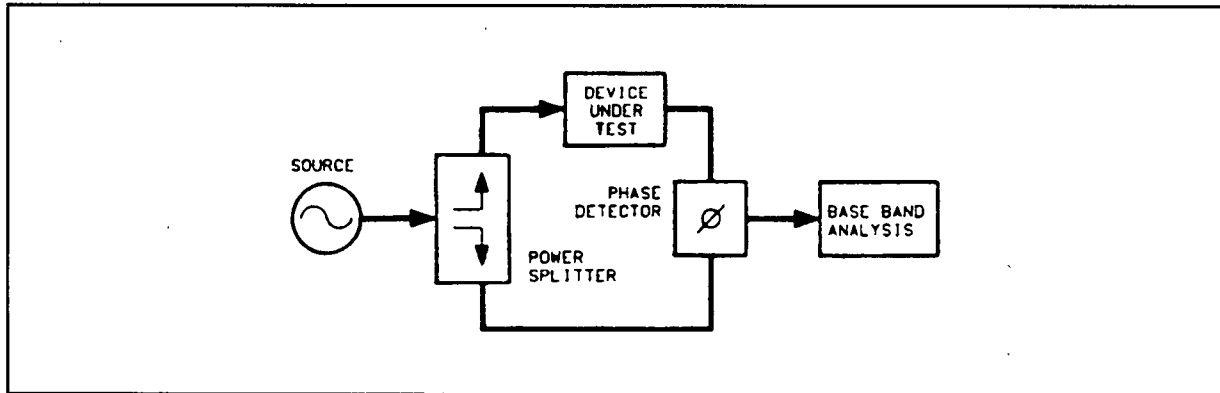 DEVICE
UNDER
TEST
SOURCE
PHASE
DETECTOR
BASE BAND
ANALYSIS
POWER
SPLITTER